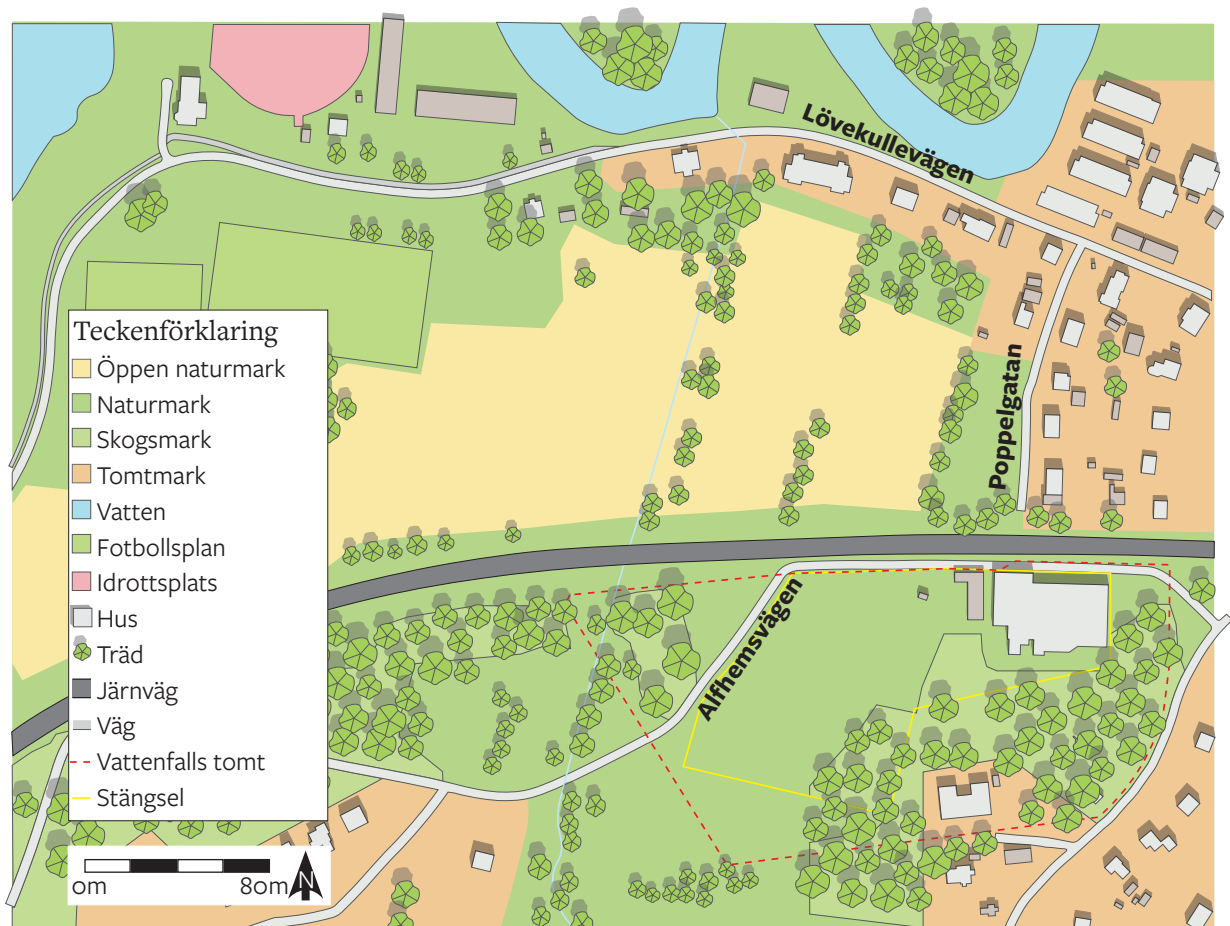 Lövekullevägen
Teckenförklaring
Öppen naturmark
Naturmark
Skogsmark
Tomtmark
Vatten
Fotbollsplan
Idrottsplats
Hus
Träd
Järnväg
Väg
Vattenfalls tomt
Stängsel
Poppelgatan
Alfhemsvägen
0m 80m
N